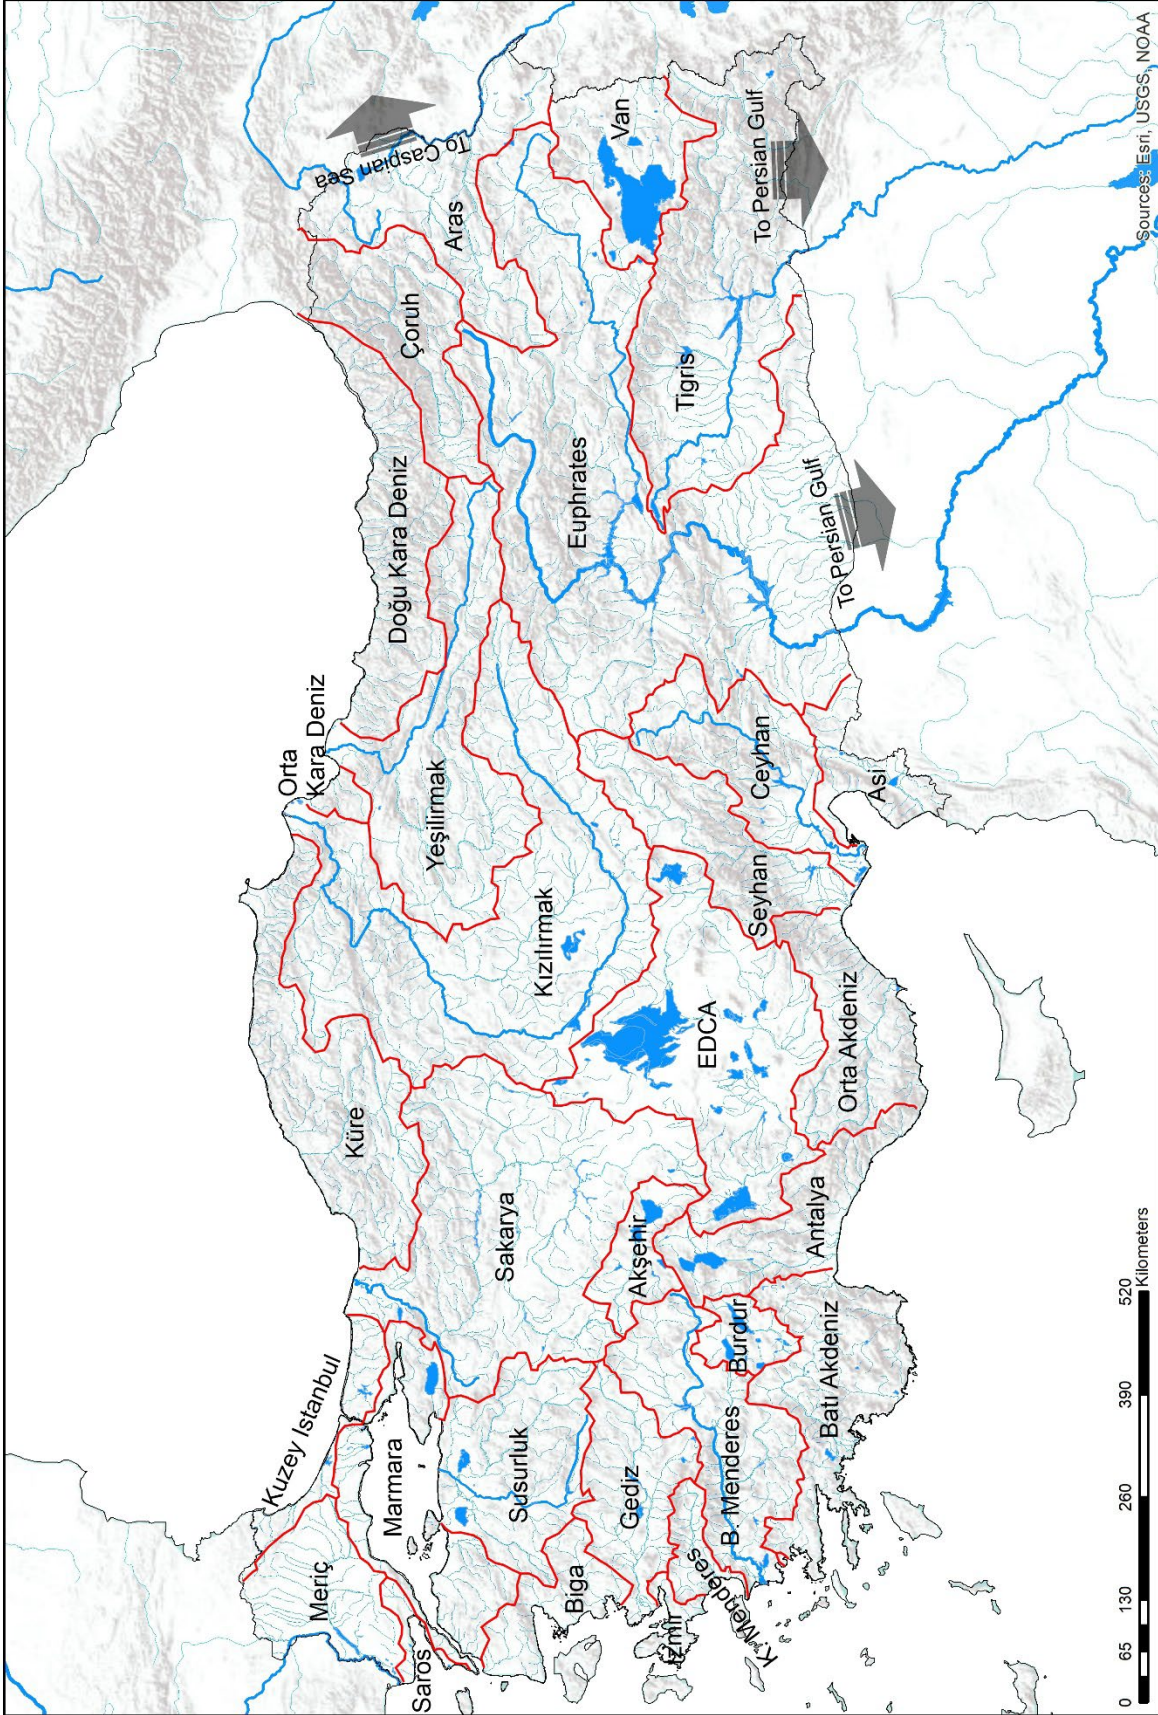 Kuzey Istanbul
Meriç
Saros
Marmara
Küre
Orta
Kara Deniz
Doğu Kara Deniz
Çoruh
Aras
To Caspian Sea
Biga
Susurluk
Sakarya
Yeşilırmak
Kızılırmak
Euphrates
Van
İzmir
Gediz
Akşehir
K. Menderes
B. Menderes
Burdur
EDCA
Seyhan
Ceyhan
Tigris
To Persian Gulf
Batı Akdeniz
Antalya
Orta Akdeniz
Asi
To Persian Gulf
0 65 130 260 390 520
Kilometers
Sources: Esri, USGS, NOAA